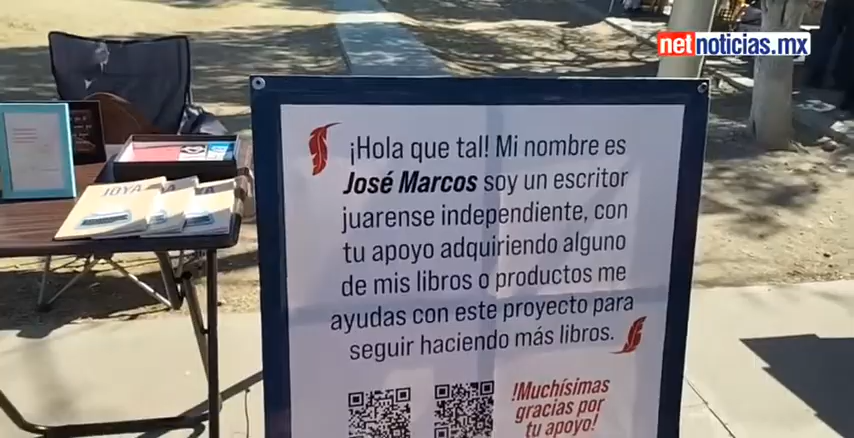 netnoticias.mx
¡Hola que tal! Mi nombre es
José Marcos soy un escritor
juarense independiente, con
tu apoyo adquiriendo alguno
de mis libros o productos me
ayudas con este proyecto para
seguir haciendo más libros.
!Muchísimas
gracias por
tu apoyo!
JOYA